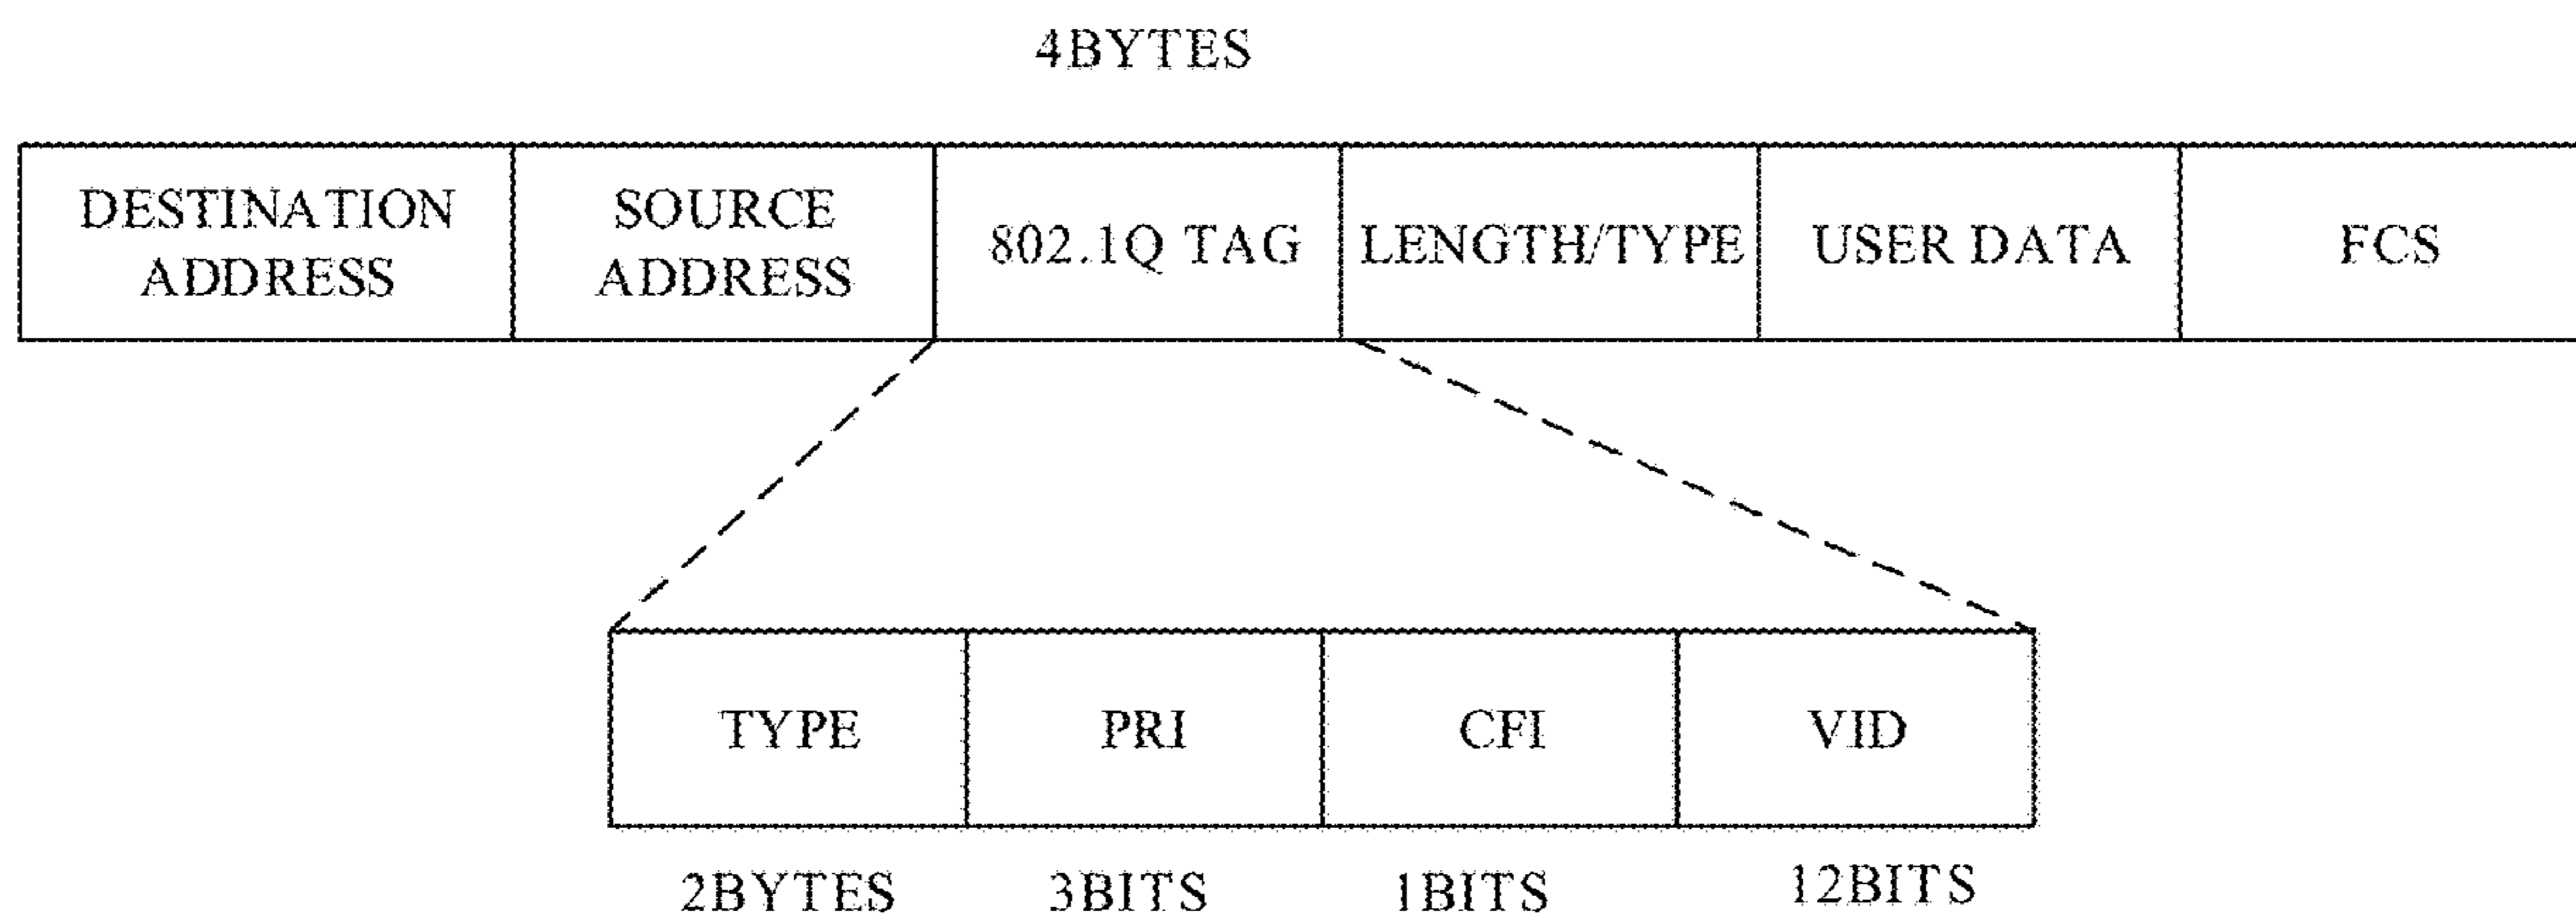 4BYTES
DESTINATION ADDRESS
SOURCE ADDRESS
802.1Q TAG
LENGTH/TYPE
USER DATA
FCS
TYPE
PRI
CFI
VID
2BYTES
3BITS
1BITS
12BITS